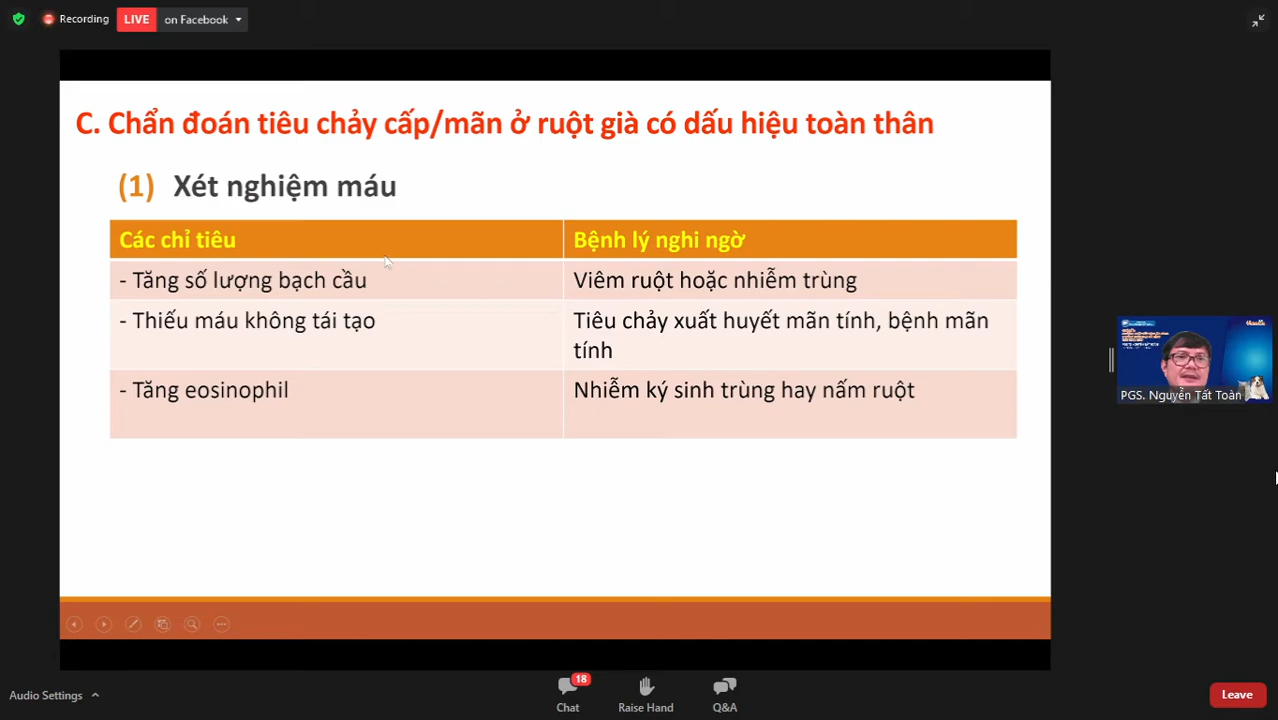 Recording
LIVE
on Facebook
C. Chẩn đoán tiêu chảy cấp/mãn ở ruột già có dấu hiệu toàn thân
(1) Xét nghiệm máu
Các chỉ tiêu
Bệnh lý nghi ngờ
- Tăng số lượng bạch cầu
Viêm ruột hoặc nhiễm trùng
- Thiếu máu không tái tạo
Tiêu chảy xuất huyết mãn tính, bệnh mãn
tính
- Tăng eosinophil
Nhiễm ký sinh trùng hay nấm ruột
PGS. Nguyễn Tất Toàn
Audio Settings
18
Chat
Raise Hand
Q&A
Leave